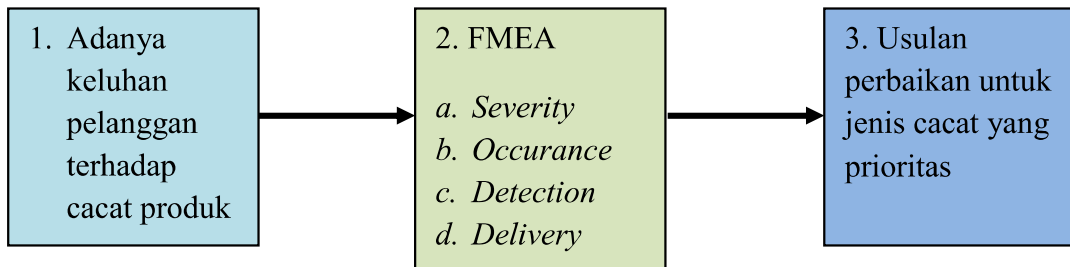 1. Adanya
keluhan
pelanggan
terhadap
cacat produk
2. FMEA
a. Severity
b. Occurance
c. Detection
d. Delivery
3. Usulan
perbaikan untuk
jenis cacat yang
prioritas